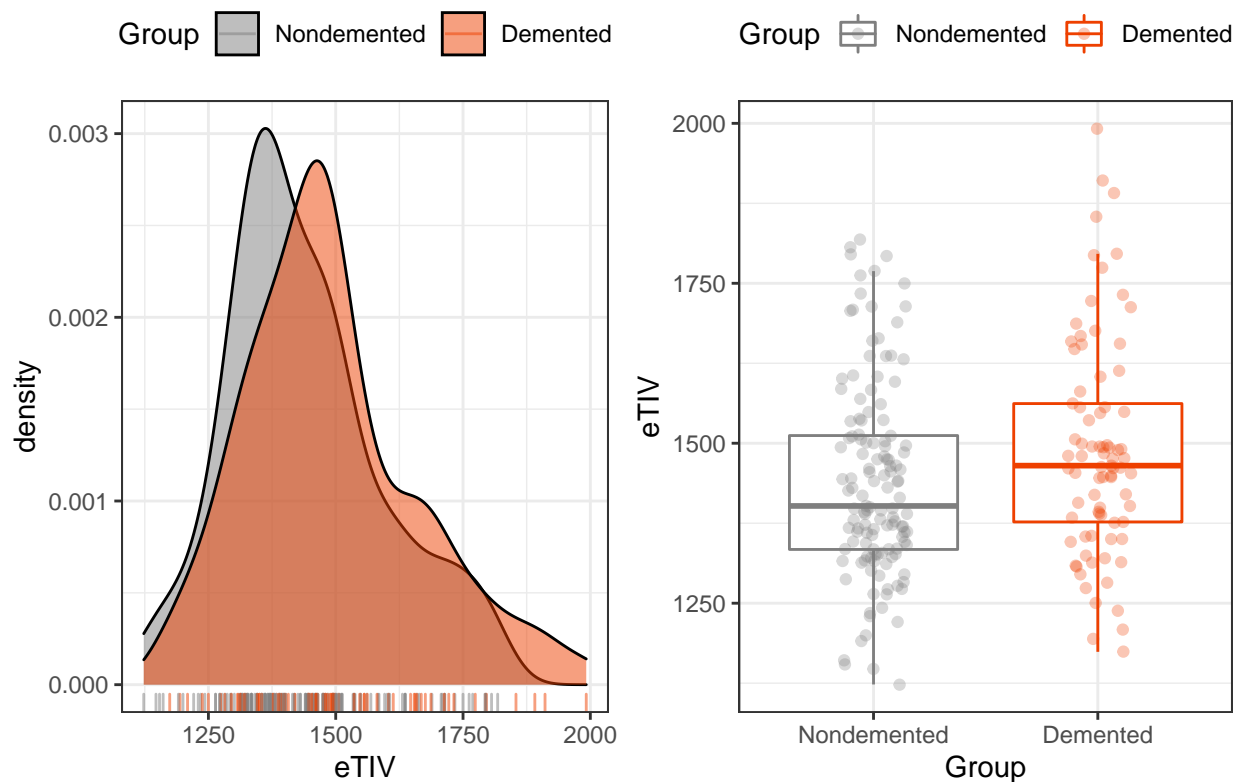 Group Nondemented Demented
0.003
0.002
0.001
0.000
density
1250 1500 1750 2000
eTIV
Group Nondemented Demented
2000
1750
1500
1250
eTIV
Nondemented Demented
Group